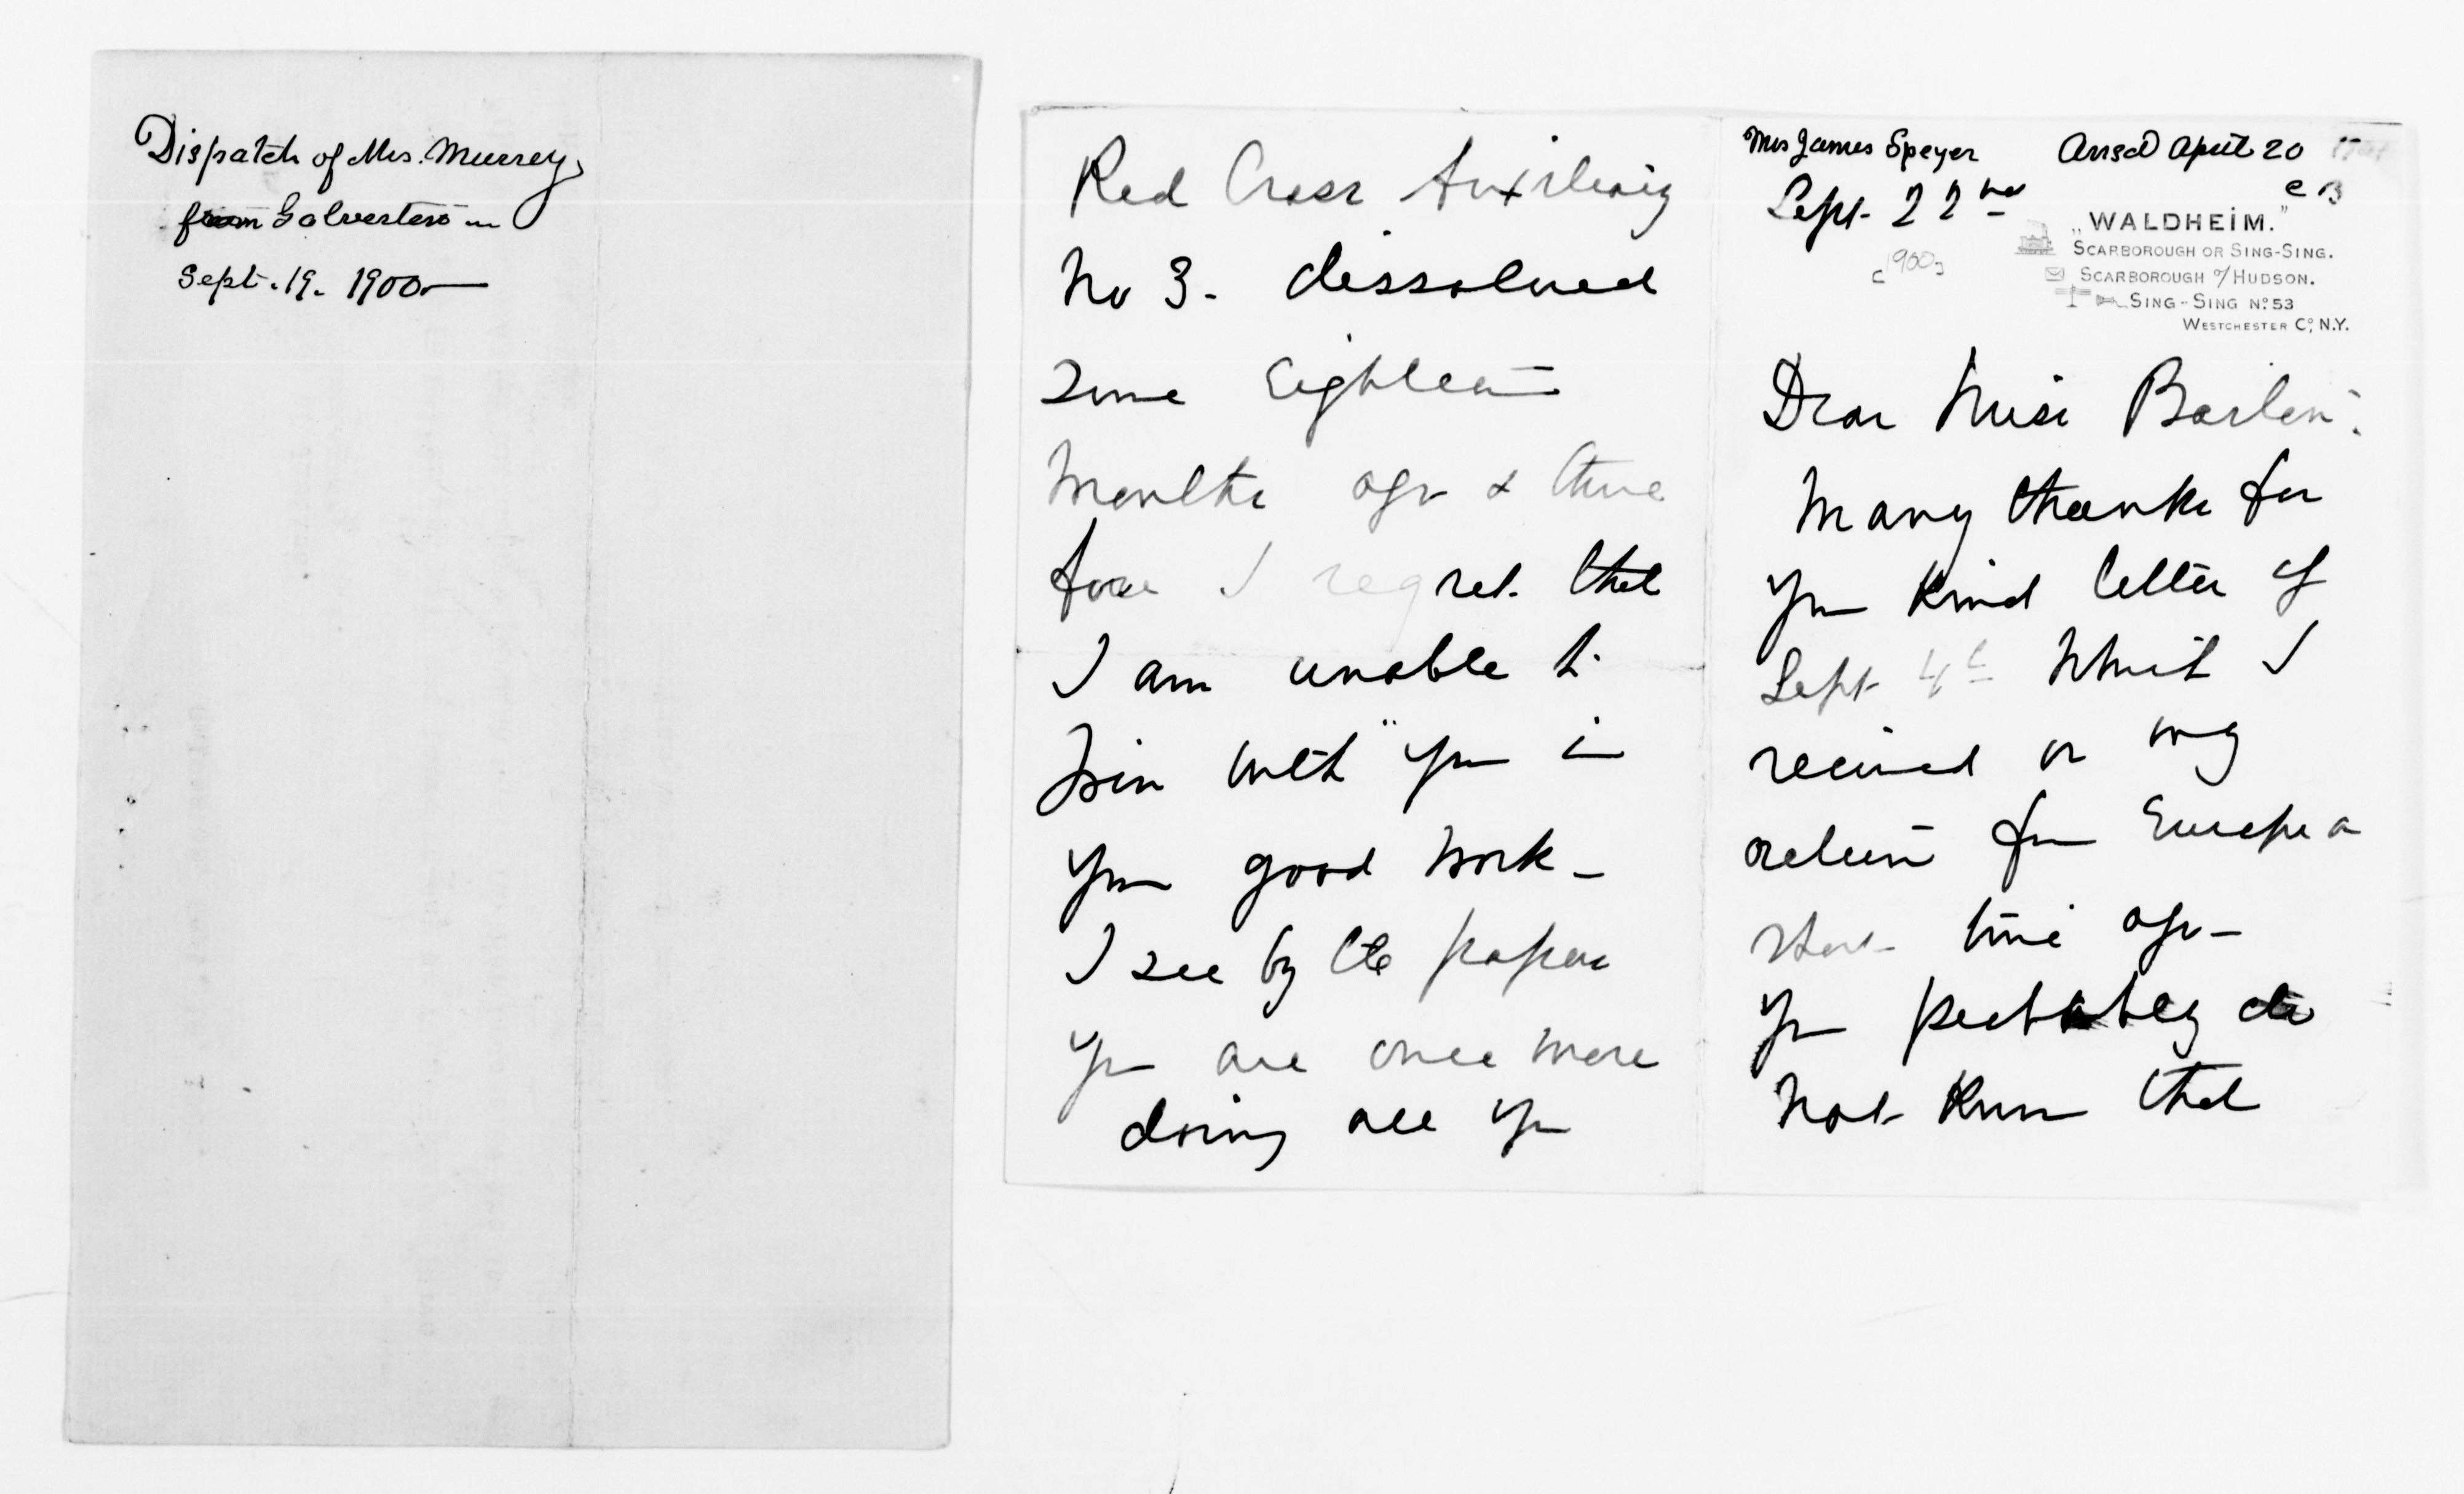 Dispatch of Mrs. Murrey,
from Galveston
Sept. 19. 1900
Mrs James Speyer Ansd April 20
C B
Sept 22nd
[1900]
„WALDHEIM."
SCARBOROUGH OR SING-SING.
SCARBOROUGH O/HUDSON.
SING-SING No. 53
WESTCHESTER Co, N.Y.
Dear Miss Barton:
Many thanks for
your kind letter of
Sept 4th which I
received on my
return from Europe a
short time ago -
You probably do
not know that
Red Cross Auxiliary
No 3. dissolved
some eighteen
months ago & there
fore I regret that
I am unable to
join with you in
your good work -
I see by the papers
you are once more
doing all you